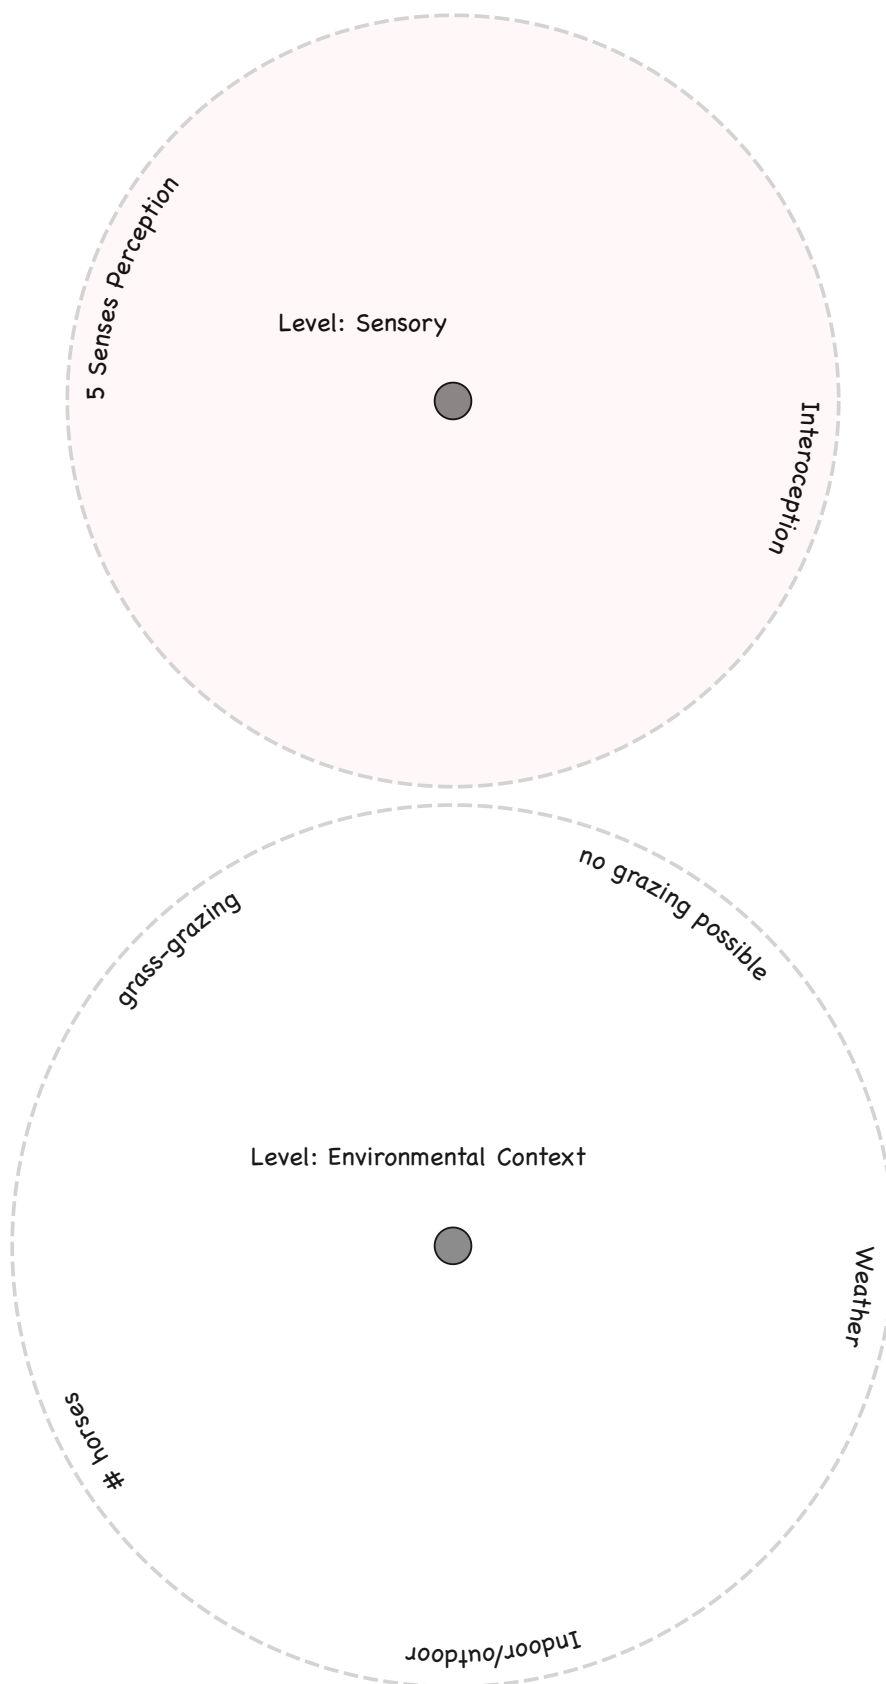 5 Senses Perception
Level: Sensory
Interoception
no grazing possible
grass-grazing
Level: Environmental Context
Weather
# horses
Indoor/outdoor